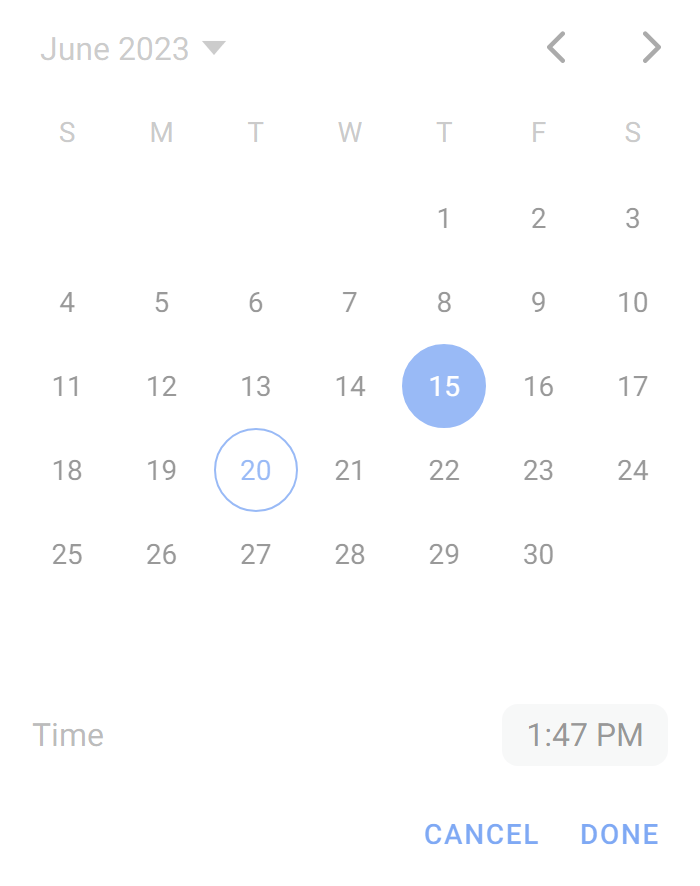 June 2023
S M T W T F S
1 2 3
4 5 6 7 8 9 10
11 12 13 14 15 16 17
18 19 20 21 22 23 24
25 26 27 28 29 30
Time 1:47 PM
CANCEL DONE